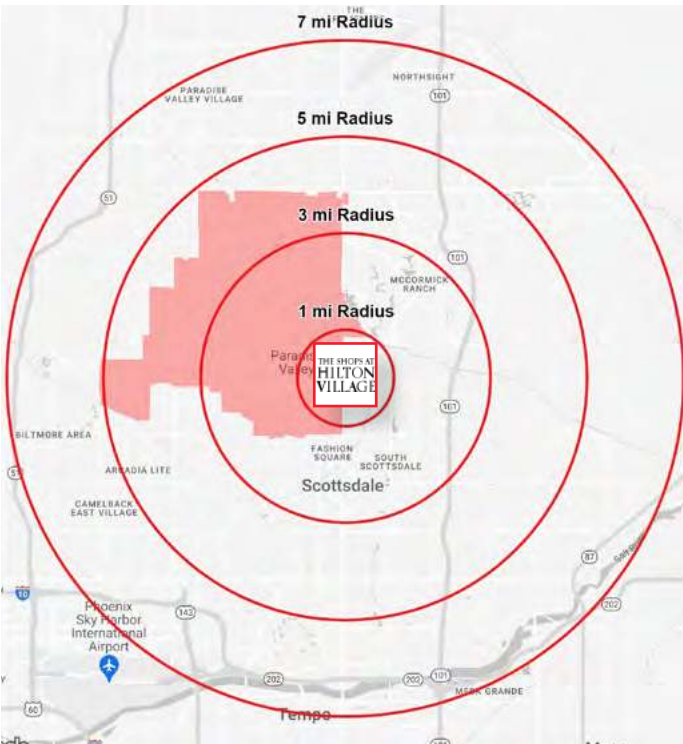 THE
7 mi Radius
NORTHSIGHT
PARADISE
VALLEY VILLAGE
101
5 mi Radius
51
3 mi Radius
101
MCCORMICK
RANCH
1 mi Radius
THE SHOPS AT
HILTON
VILLAGE
101
BILTMORE AREA
FASHION
SQUARE
SOUTH
SCOTTSDALE
ARCADIA LITE
51
Scottsdale
CAMELBACK
EAST VILLAGE
87
10
202
Phoenix
Sky Harbor
International
Airport
143
202
202
101
MESA GRANDE
60
Tempe
101